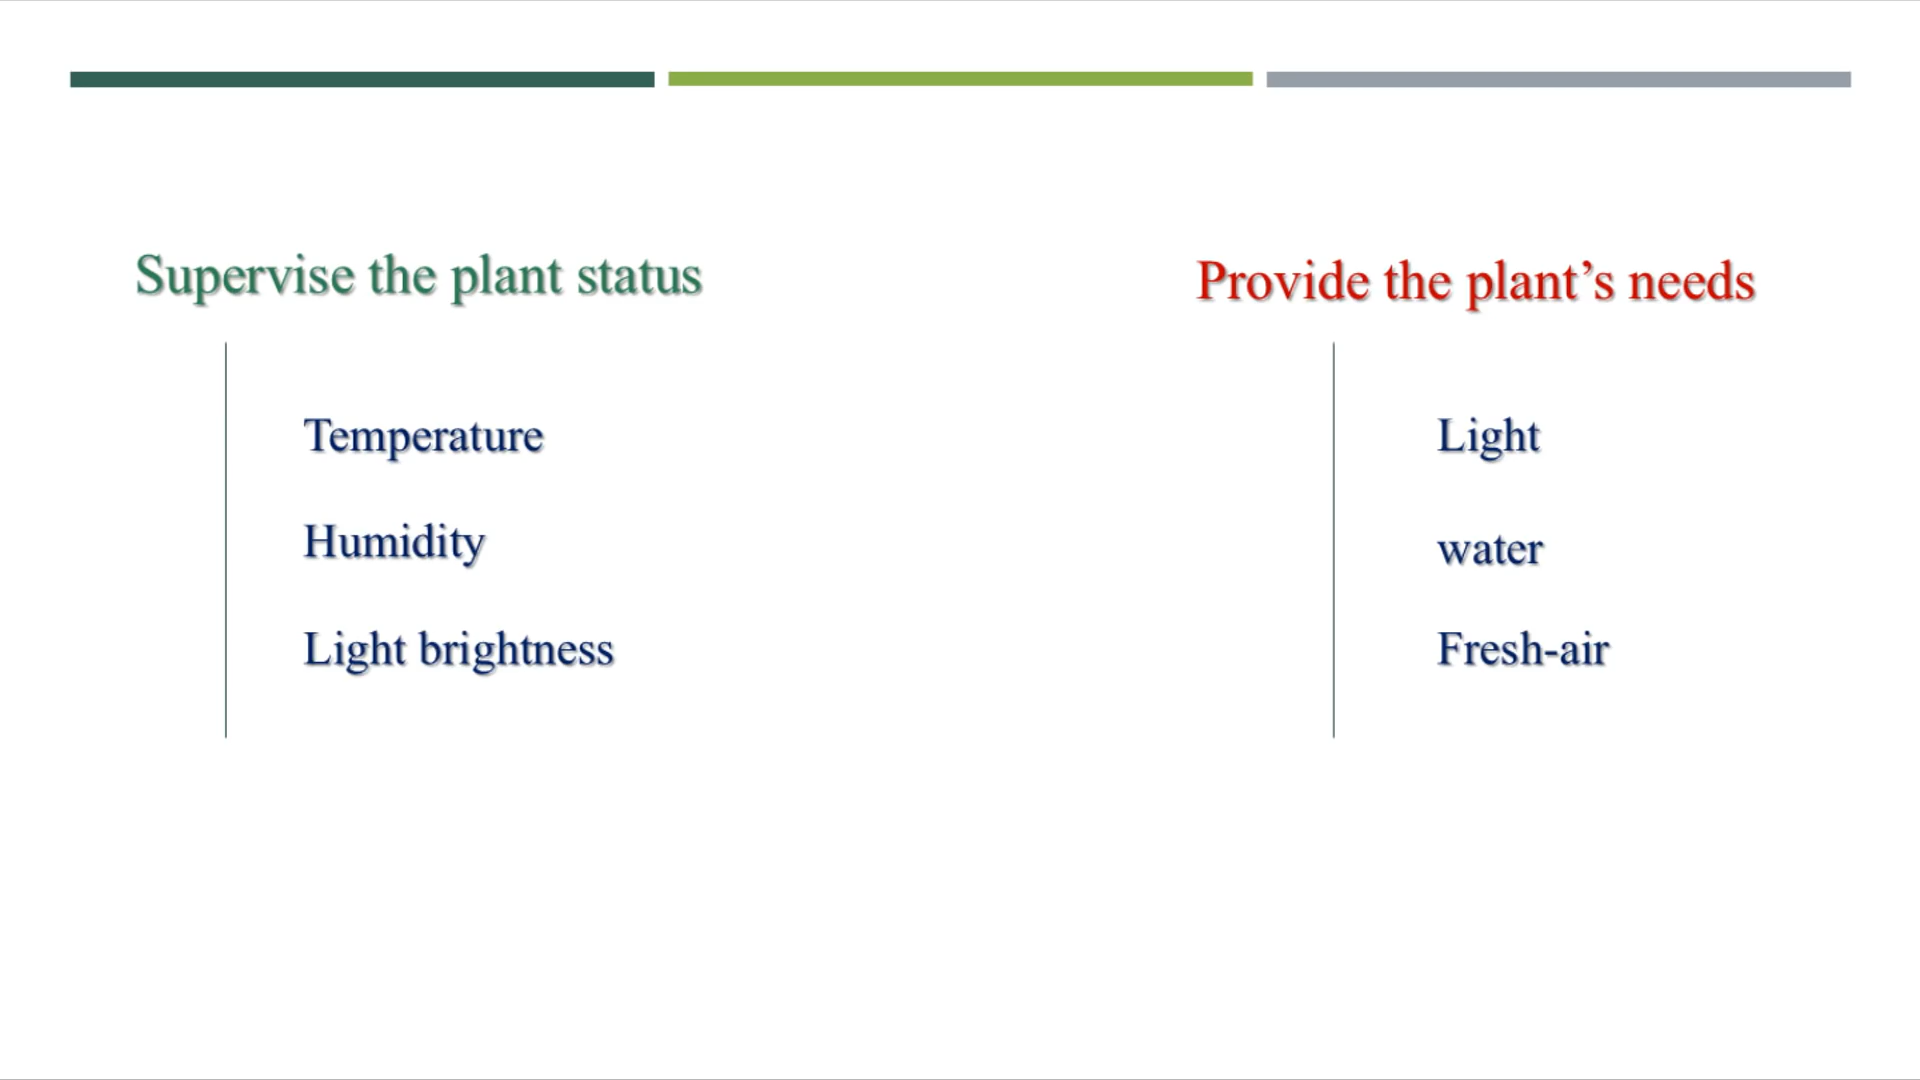 Supervise the plant status
Temperature
Humidity
Light brightness
Provide the plant’s needs
Light
water
Fresh-air